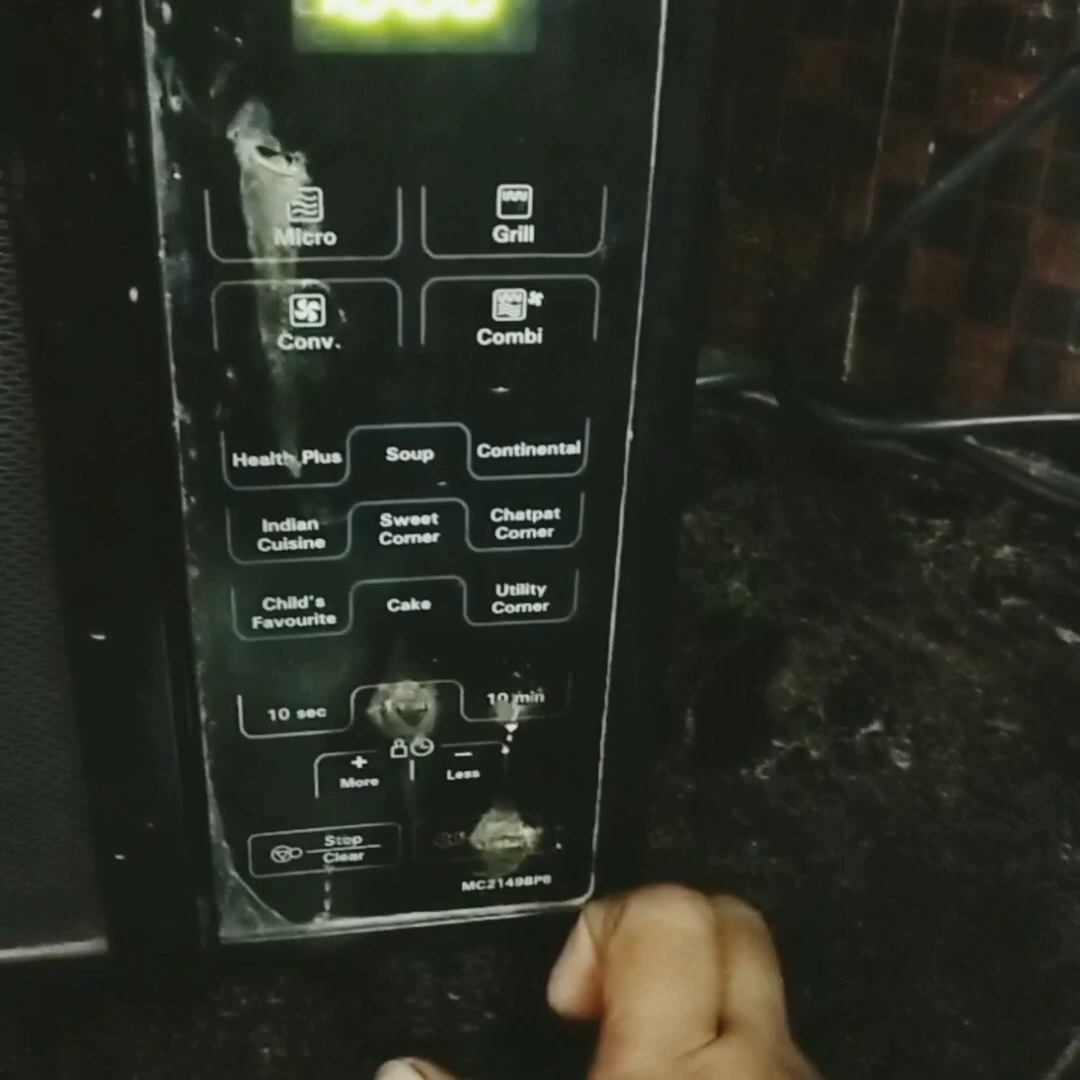 Micro
Grill
Conv.
Combi
Health Plus
Soup
Continental
Indian
Cuisine
Sweet
Corner
Chatpat
Corner
Child's
Favourite
Cake
Utility
Corner
10 sec
10 min
+
More
−
Less
Stop
Clear
MC2149BPB